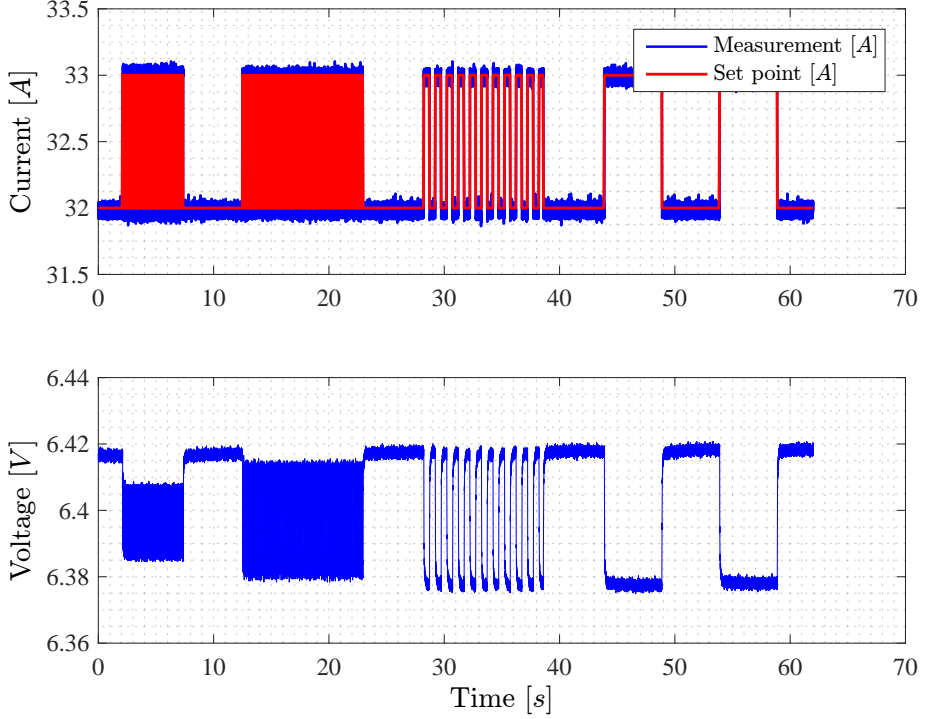 33.5
33
32.5
32
31.5
Current [A]
Measurement [A]
Set point [A]
0 10 20 30 40 50 60 70
6.44
6.42
6.4
6.38
6.36
Voltage [V]
0 10 20 30 40 50 60 70
Time [s]